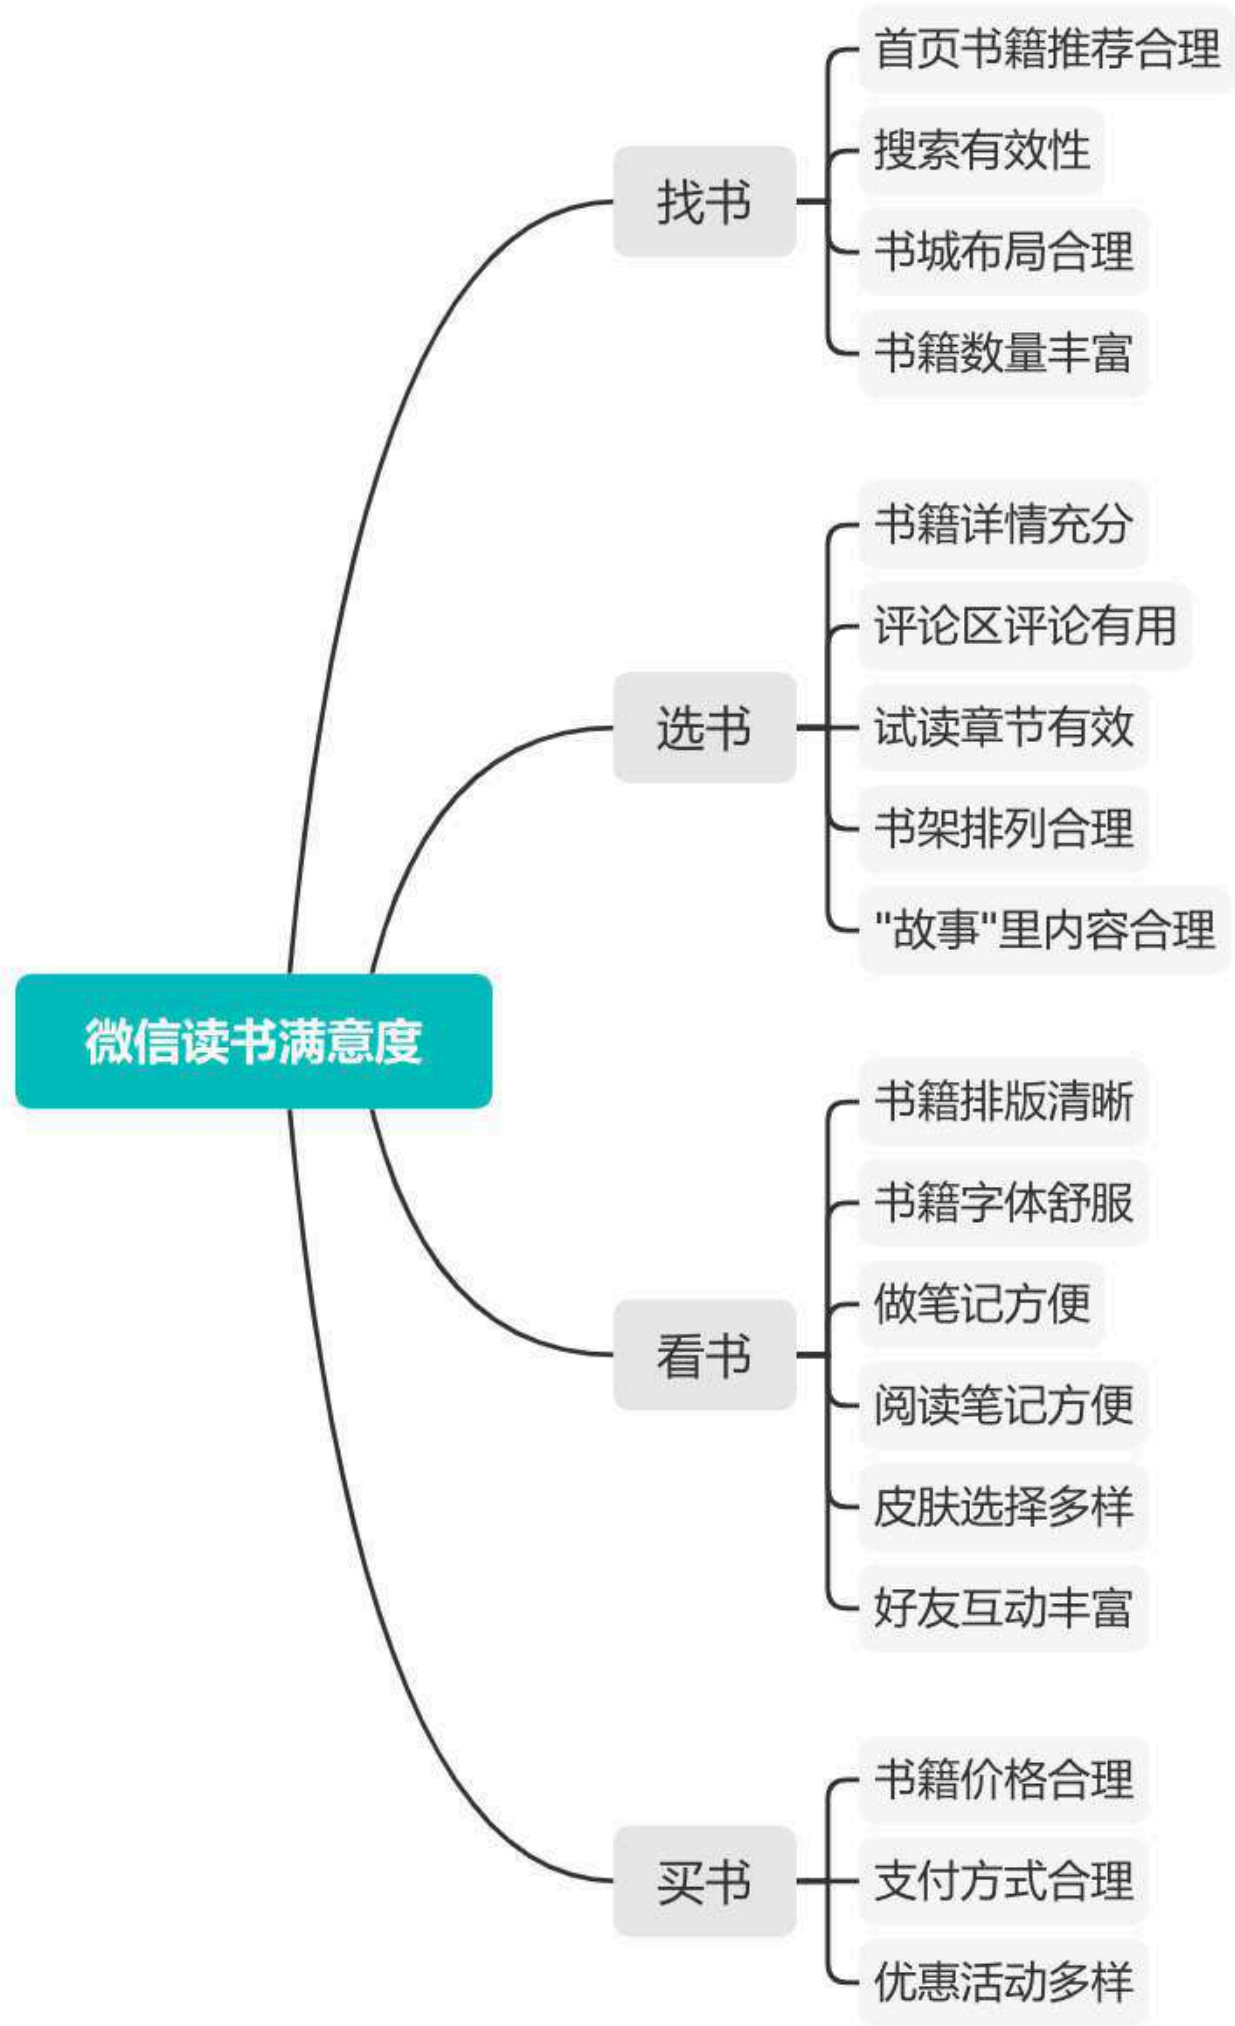 首页书籍推荐合理
搜索有效性
找书
书城布局合理
书籍数量丰富
书籍详情充分
评论区评论有用
选书
试读章节有效
书架排列合理
"故事"里内容合理
微信读书满意度
书籍排版清晰
书籍字体舒服
做笔记方便
看书
阅读笔记方便
皮肤选择多样
好友互动丰富
书籍价格合理
买书
支付方式合理
优惠活动多样